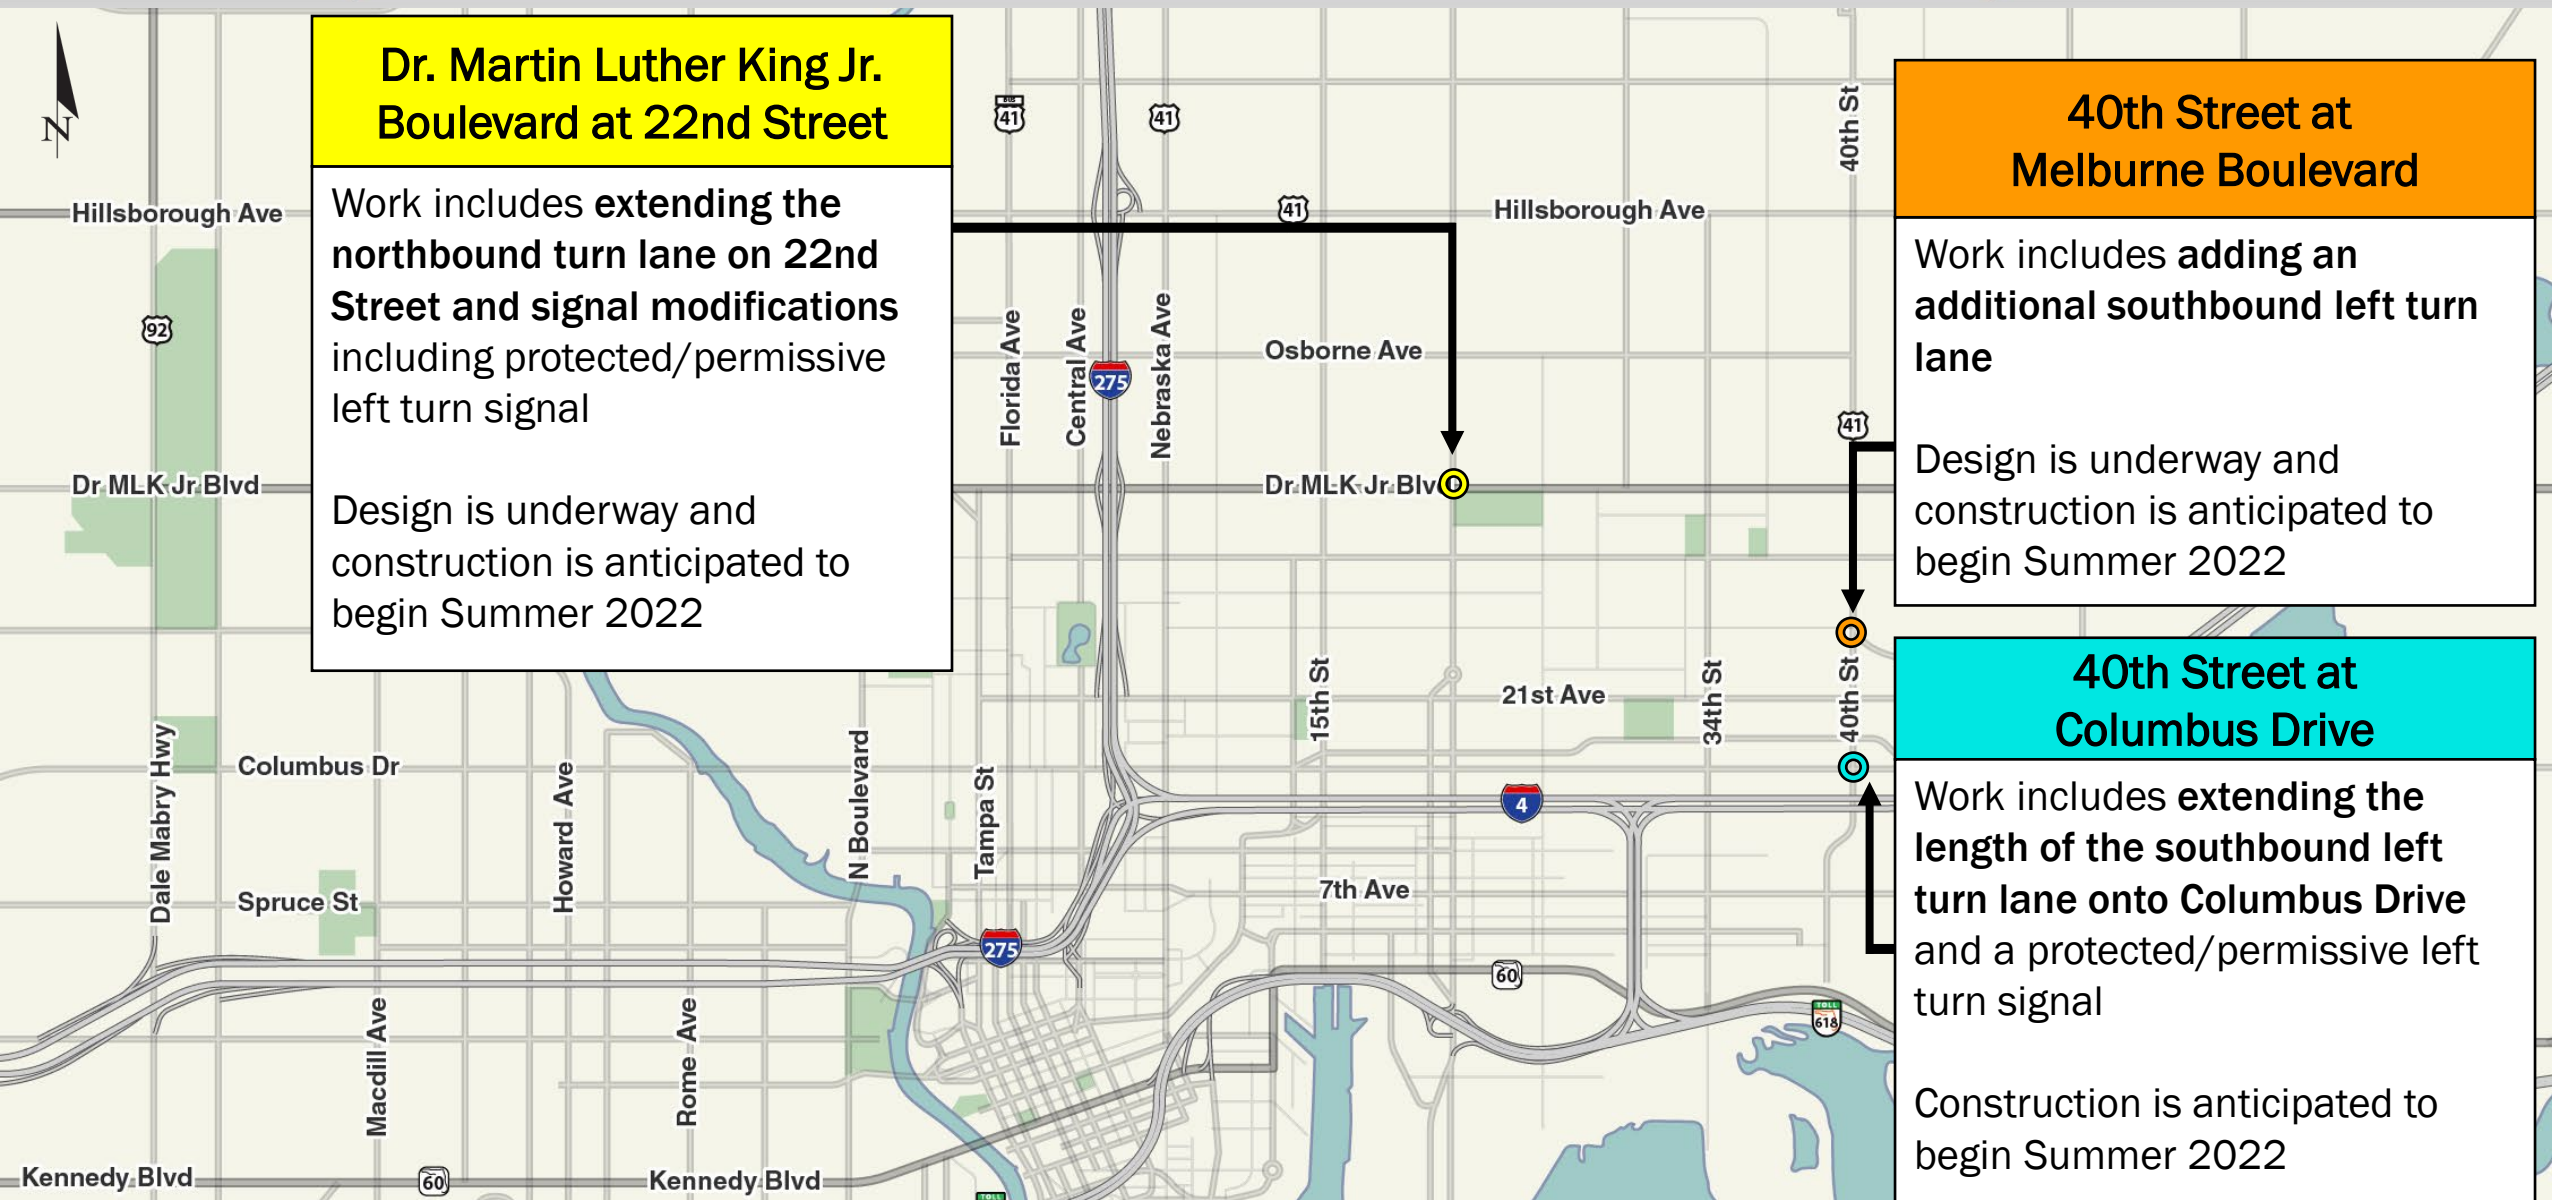 Dr. Martin Luther King Jr.
Boulevard at 22nd Street
Work includes extending the
northbound turn lane on 22nd
Street and signal modifications
including protected/permissive
left turn signal
Design is underway and
construction is anticipated to
begin Summer 2022
40th Street at
Melburne Boulevard
Work includes adding an
additional southbound left turn
lane
Design is underway and
construction is anticipated to
begin Summer 2022
40th Street at
Columbus Drive
Work includes extending the
length of the southbound left
turn lane onto Columbus Drive
and a protected/permissive left
turn signal
Construction is anticipated to
begin Summer 2022
N
BUS
41
41
40th St
Hillsborough Ave
41
Hillsborough Ave
92
Florida Ave
Central Ave
275
Nebraska Ave
Osborne Ave
41
Dr MLK Jr Blvd
Dr MLK Jr Blv
15th St
21st Ave
34th St
40th St
Dale Mabry Hwy
Columbus Dr
Howard Ave
N Boulevard
Tampa St
4
Spruce St
7th Ave
275
60
TOLL
618
Macdill Ave
Rome Ave
Kennedy Blvd
60
Kennedy Blvd
TOLL